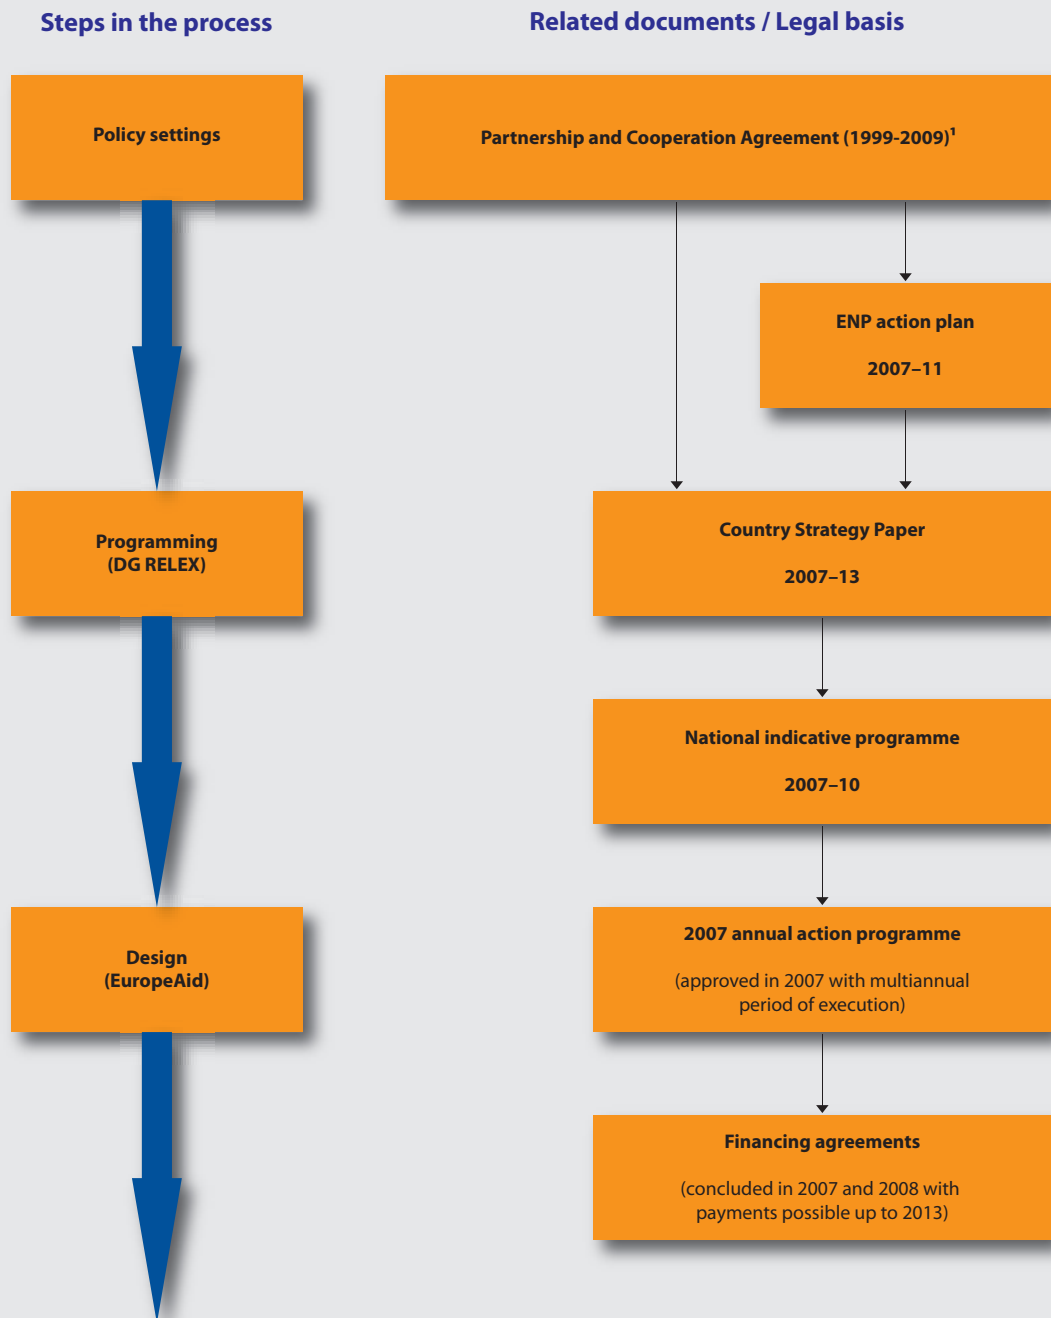 Steps in the process
Related documents / Legal basis
Policy settings
Partnership and Cooperation Agreement (1999-2009)¹
ENP action plan
2007–11
Programming
(DG RELEX)
Country Strategy Paper
2007–13
National indicative programme
2007–10
Design
(EuropeAid)
2007 annual action programme
(approved in 2007 with multiannual
period of execution)
Financing agreements
(concluded in 2007 and 2008 with
payments possible up to 2013)